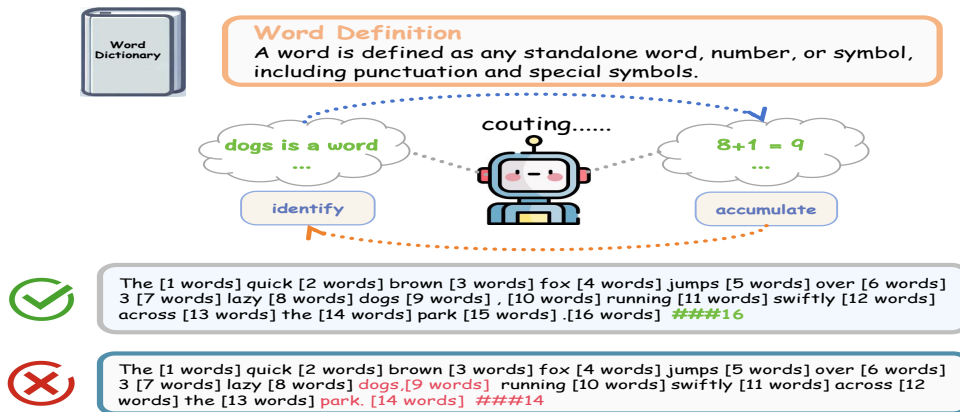 Word
Dictionary
Word Definition
A word is defined as any standalone word, number, or symbol,
including punctuation and special symbols.
couting......
dogs is a word
...
8+1 = 9
...
identify
accumulate
The [1 words] quick [2 words] brown [3 words] fox [4 words] jumps [5 words] over [6 words]
3 [7 words] lazy [8 words] dogs [9 words] , [10 words] running [11 words] swiftly [12 words]
across [13 words] the [14 words] park [15 words] .[16 words] ###16
The [1 words] quick [2 words] brown [3 words] fox [4 words] jumps [5 words] over [6 words]
3 [7 words] lazy [8 words] dogs,[9 words] running [10 words] swiftly [11 words] across [12
words] the [13 words] park. [14 words] ###14